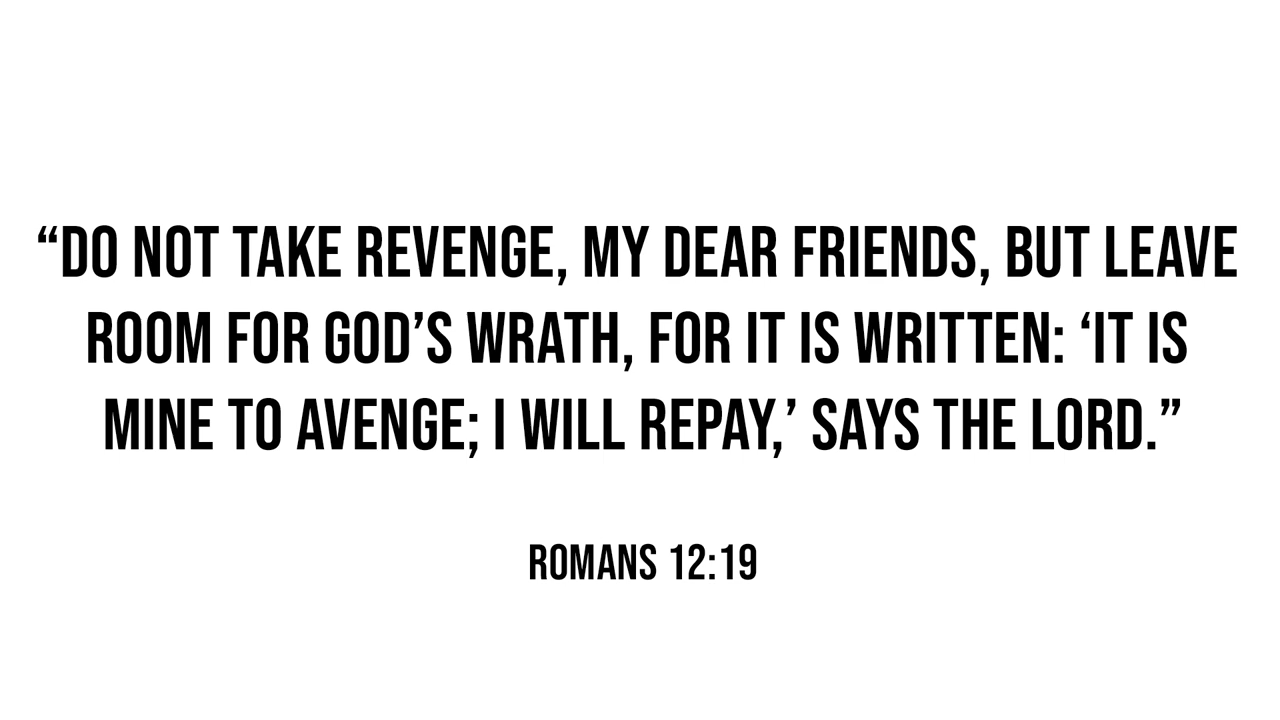 “DO NOT TAKE REVENGE, MY DEAR FRIENDS, BUT LEAVE
ROOM FOR GOD’S WRATH, FOR IT IS WRITTEN: ‘IT IS
MINE TO AVENGE; I WILL REPAY,’ SAYS THE LORD.”
ROMANS 12:19